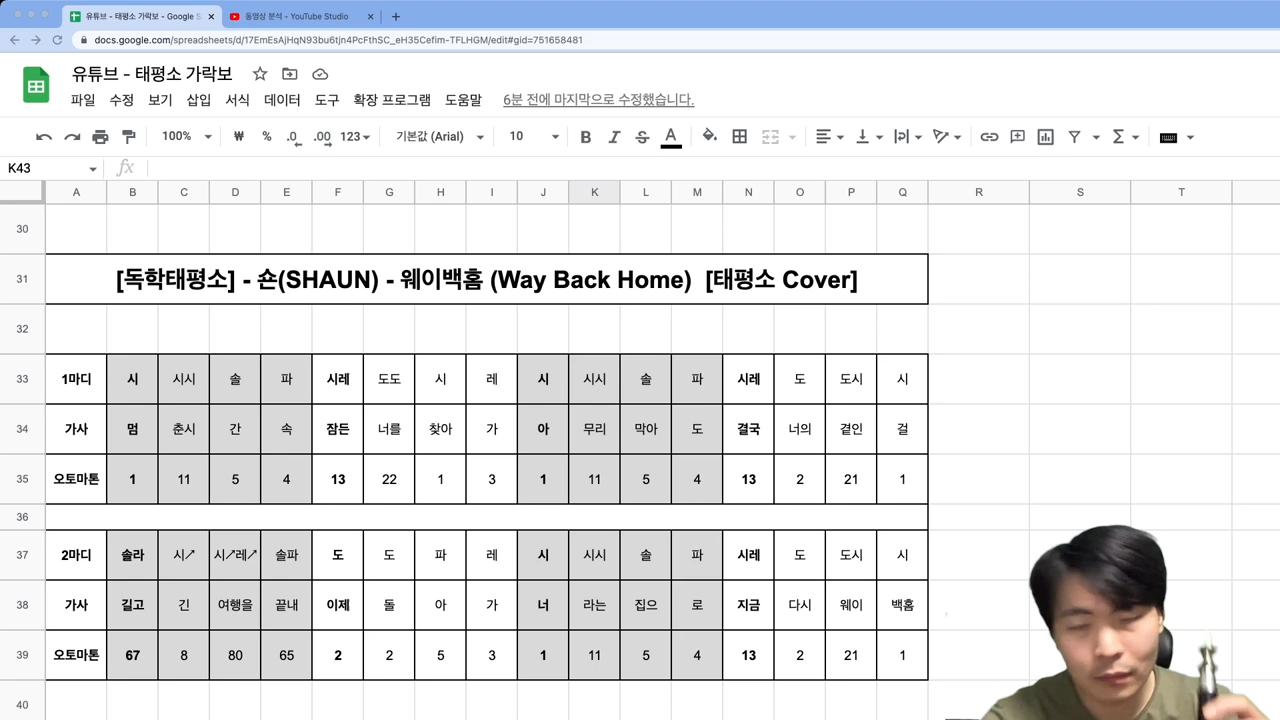 유튜브 - 태평소 가락보 - Google S
동영상 분석 - YouTube Studio
docs.google.com/spreadsheets/d/17EmEsAjHqN93bu6tjn4PcFthSC_eH35Cefim-TFLHGM/edit#gid=751658481
유튜브 - 태평소 가락보
파일 수정 보기 삽입 서식 데이터 도구 확장 프로그램 도움말 6분 전에 마지막으로 수정했습니다.
100% ₩ % .0 .00 123 기본값 (Arial) 10 B I S A
K43 fx
A B C D E F G H I J K L M N O P Q R S T
30
31 [독학태평소] - 숀(SHAUN) - 웨이백홈 (Way Back Home) [태평소 Cover]
32
33 1마디 시 시시 솔 파 시레 도도 시 레 시 시시 솔 파 시레 도 도시 시
34 가사 멈 춘시 간 속 잠든 너를 찾아 가 아 무리 막아 도 결국 너의 곁인 걸
35 오토마톤 1 11 5 4 13 22 1 3 1 11 5 4 13 2 21 1
36
37 2마디 솔라 시↗ 시↗레↗ 솔파 도 도 파 레 시 시시 솔 파 시레 도 도시 시
38 가사 길고 긴 여행을 끝내 이제 돌 아 가 너 라는 집으 로 지금 다시 웨이 백홈
39 오토마톤 67 8 80 65 2 2 5 3 1 11 5 4 13 2 21 1
40